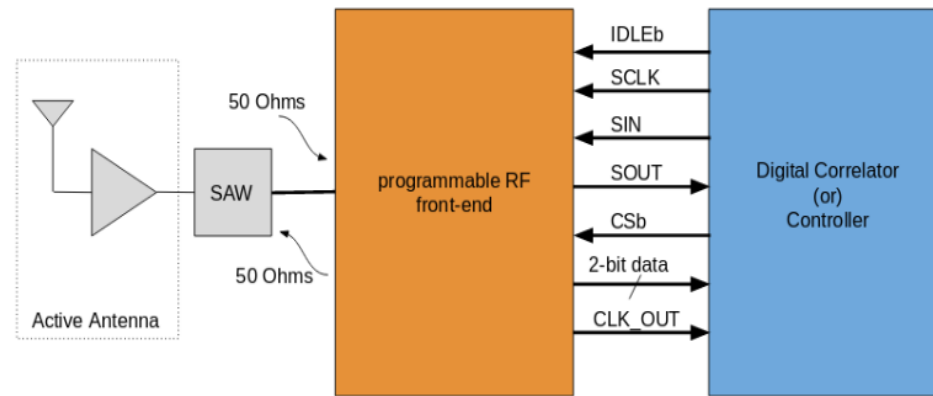 50 Ohms
SAW
50 Ohms
Active Antenna
programmable RF
front-end
IDLEb
SCLK
SIN
SOUT
CSb
2-bit data
CLK_OUT
Digital Correlator
(or)
Controller